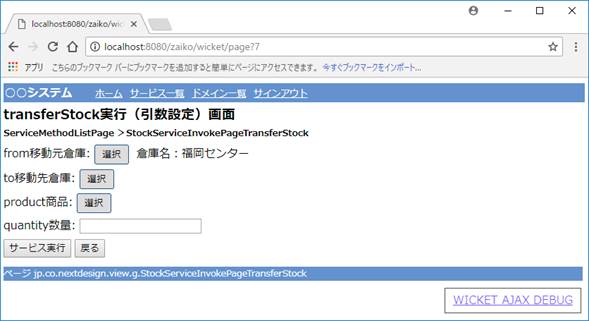 localhost:8080/zaiko/wick
localhost:8080/zaiko/wicket/page?7
アプリ このブックマーク バーにブックマークを追加すると簡単にページにアクセスできます。 今すぐブックマークをインポート...
〇〇システム ホーム サービス一覧 ドメイン一覧 サインアウト
transferStock実行（引数設定）画面
ServiceMethodListPage > StockServiceInvokePageTransferStock
from移動元倉庫: 選択 倉庫名：福岡センター
to移動先倉庫: 選択
product商品: 選択
quantity数量:
サービス実行 戻る
ページ jp.co.nextdesign.view.g.StockServiceInvokePageTransferStock
WICKET AJAX DEBUG